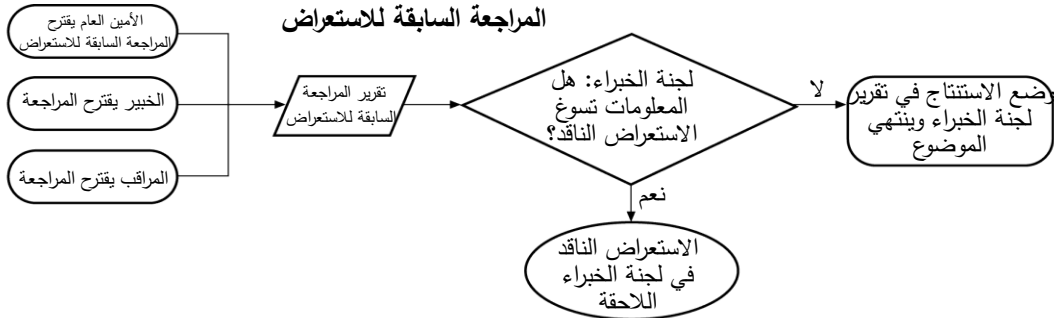 المراجعة السابقة للاستعراض
الأمين العام يقترح
المراجعة السابقة للاستعراض
الخبير يقترح المراجعة
المراقب يقترح المراجعة
تقرير المراجعة
السابقة للاستعراض
لجنة الخبراء: هل
المعلومات تسوغ
الاستعراض الناقد؟
لا
وضع الاستنتاج في تقرير
لجنة الخبراء وينتهي
الموضوع
نعم
الاستعراض الناقد
في لجنة الخبراء
اللاحقة